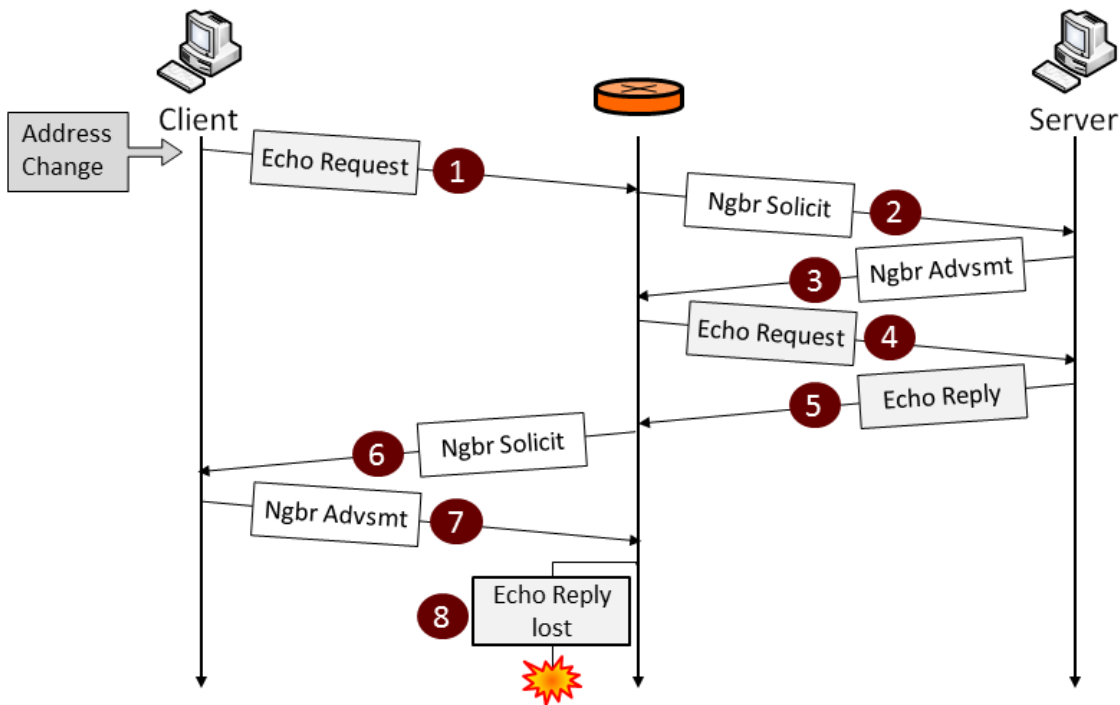 Client
Server
Address
Change
Echo Request
1
Ngbr Solicit
2
Ngbr Advsmt
3
Echo Request
4
Echo Reply
5
Ngbr Solicit
6
Ngbr Advsmt
7
Echo Reply
lost
8